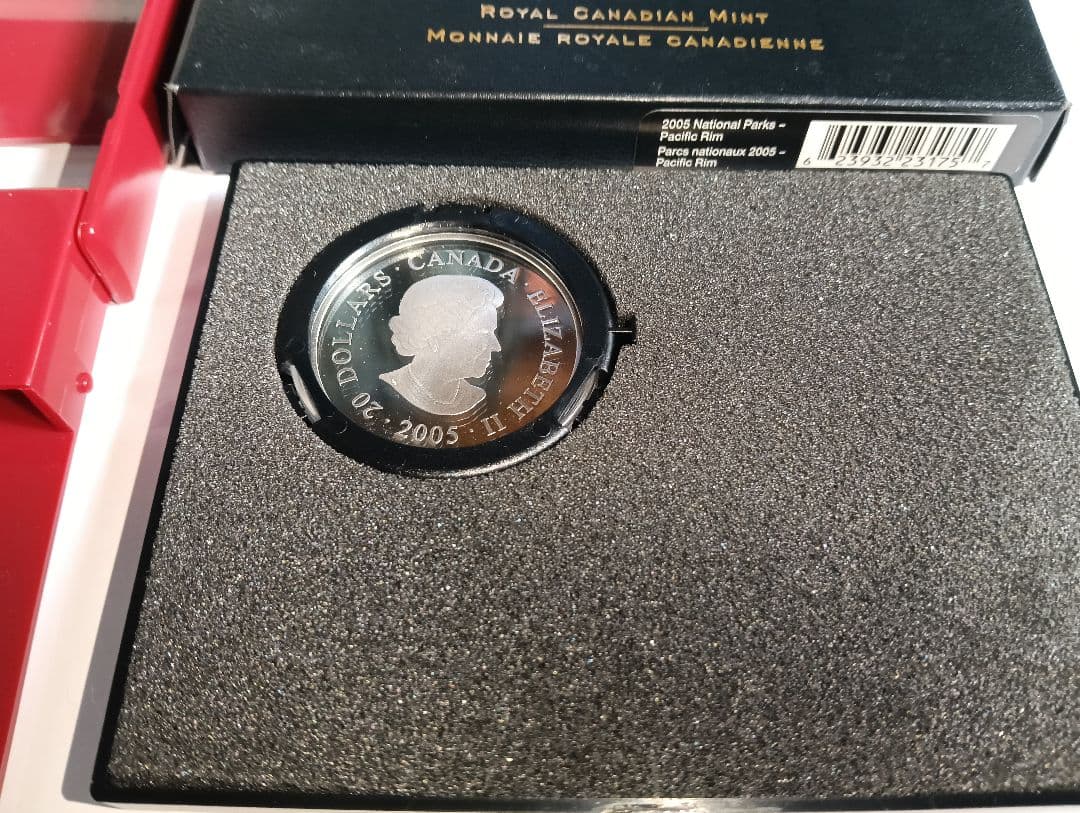 ROYAL CANADIAN MINT
MONNAIE ROYALE CANADIENNE
2005 National Parks –
Pacific Rim
Parcs nationaux 2005 –
Pacific Rim
6 23932 23175 7
20 DOLLARS · CANADA · ELIZABETH II · 2005 ·